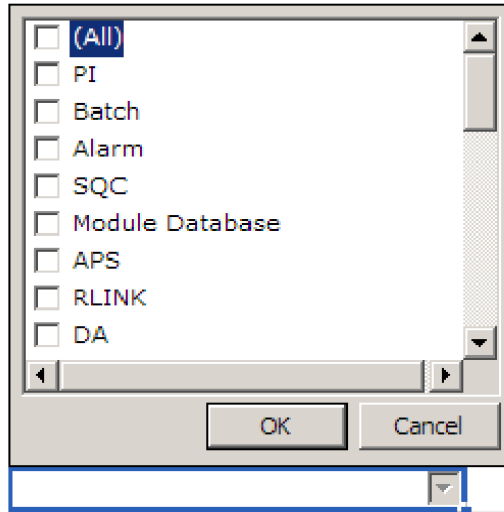 (All)
PI
Batch
Alarm
SQC
Module Database
APS
RLINK
DA
OK Cancel